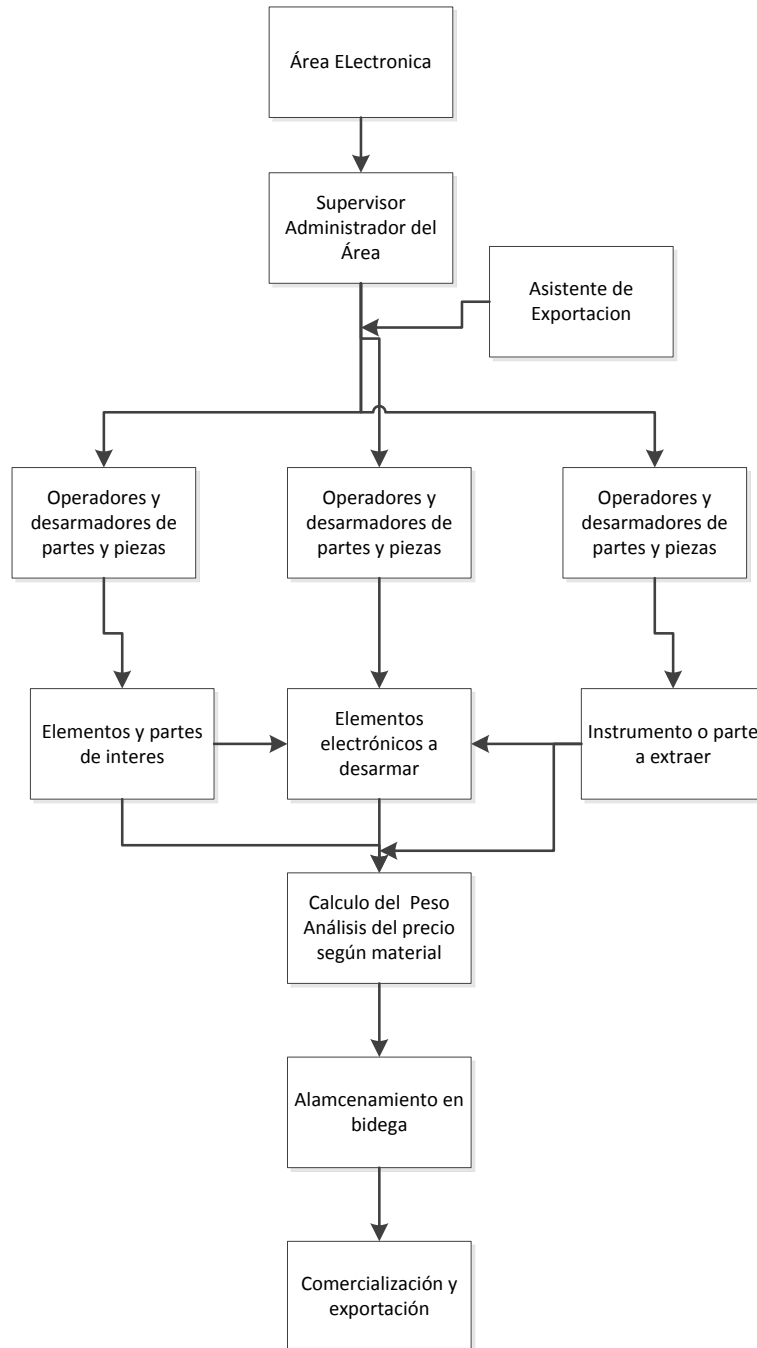 Área ELectronica
Supervisor
Administrador del
Área
Asistente de
Exportacion
Operadores y
desarmadores de
partes y piezas
Operadores y
desarmadores de
partes y piezas
Operadores y
desarmadores de
partes y piezas
Elementos y partes
de interes
Elementos
electrónicos a
desarmar
Instrumento o parte
a extraer
Calculo del Peso
Análisis del precio
según material
Alamcenamiento en
bidega
Comercialización y
exportación